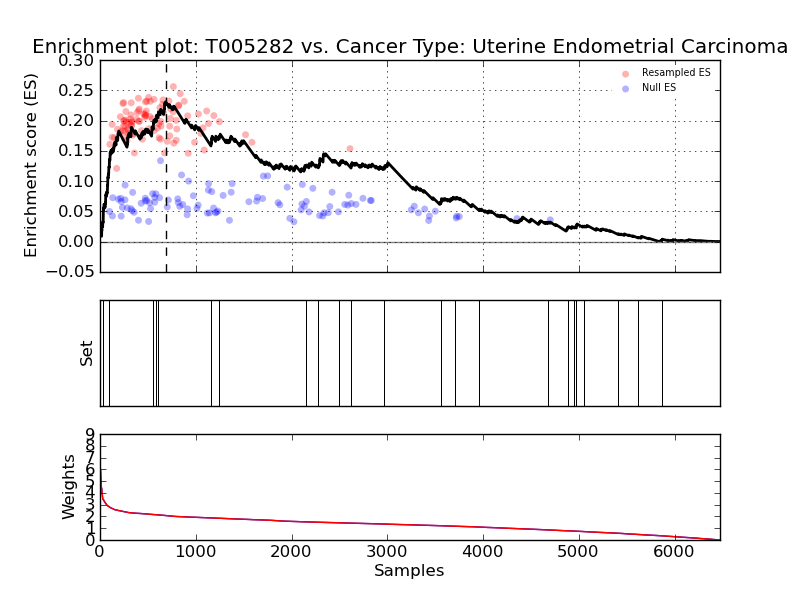 Enrichment plot: T005282 vs. Cancer Type: Uterine Endometrial Carcinoma
Enrichment score (ES)
0.30
0.25
0.20
0.15
0.10
0.05
0.00
−0.05
Resampled ES
Null ES
Set
Weights
9
8
7
6
5
4
3
2
1
0
0 1000 2000 3000 4000 5000 6000
Samples